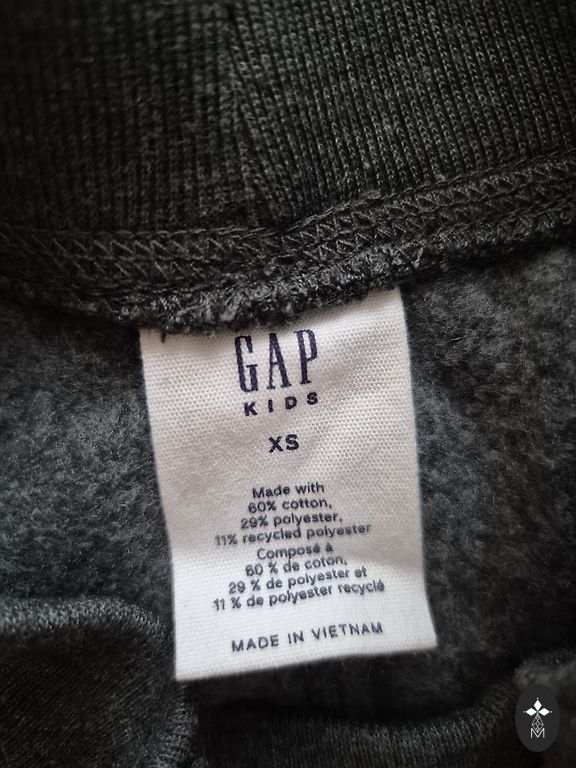 GAP
KIDS
XS
Made with
60% cotton,
29% polyester,
11% recycled polyester
Composé à
60 % de coton,
29 % de polyester et
11 % de polyester recyclé
MADE IN VIETNAM